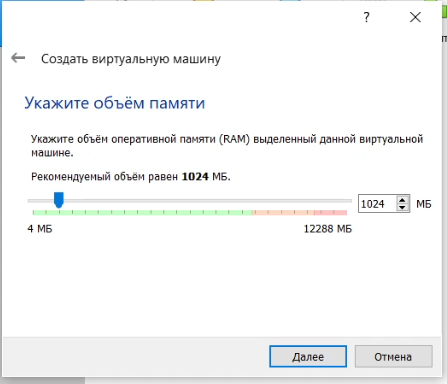 ?
Создать виртуальную машину
Укажите объём памяти
Укажите объём оперативной памяти (RAM) выделенный данной виртуальной
машине.
Рекомендуемый объём равен 1024 МБ.
1024 МБ
4 МБ 12288 МБ
Далее Отмена